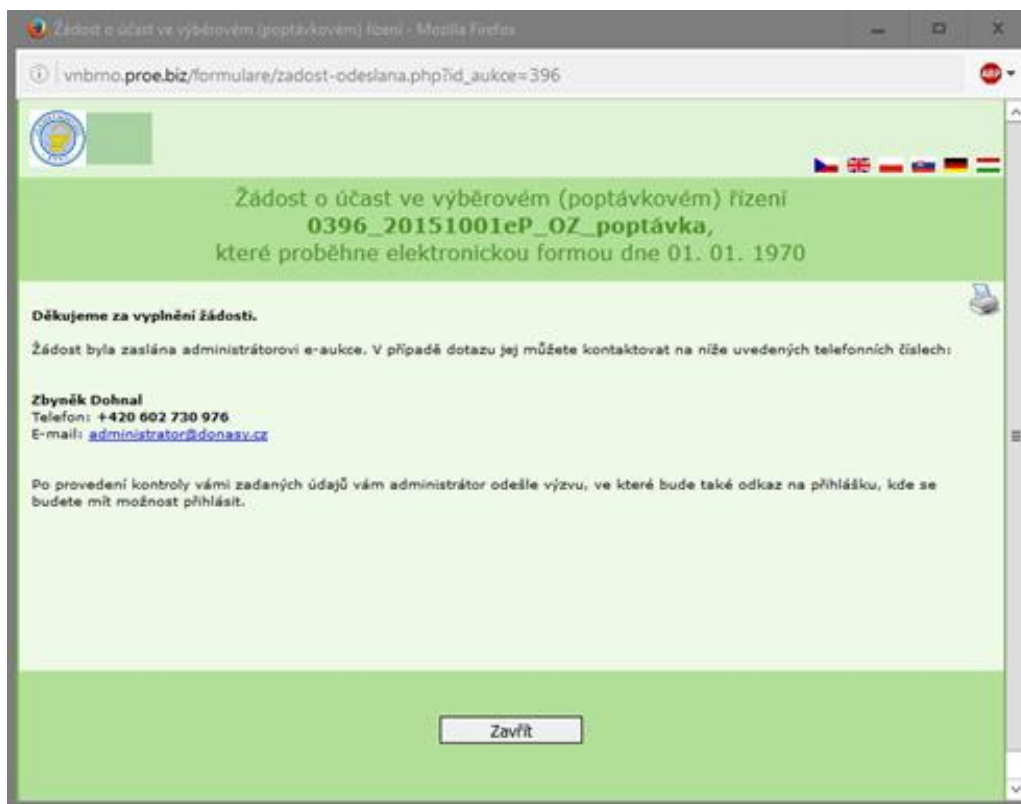 Žádost o účast ve výběrovém (poptávkovém) řízení - Mozilla Firefox
vnbrno.proe.biz/formulare/zadost-odeslana.php?id_aukce=396
ABP
Žádost o účast ve výběrovém (poptávkovém) řízení
0396_20151001eP_OZ_poptávka,
které proběhne elektronickou formou dne 01. 01. 1970
Děkujeme za vyplnění žádosti.
Žádost byla zaslána administrátorovi e-aukce. V případě dotazu jej můžete kontaktovat na níže uvedených telefonních číslech:
Zbyněk Dohnal
Telefon: +420 602 730 976
E-mail: administrator@donasy.cz
Po provedení kontroly vámi zadaných údajů vám administrátor odešle výzvu, ve které bude také odkaz na přihlášku, kde se
budete mít možnost přihlásit.
Zavřít